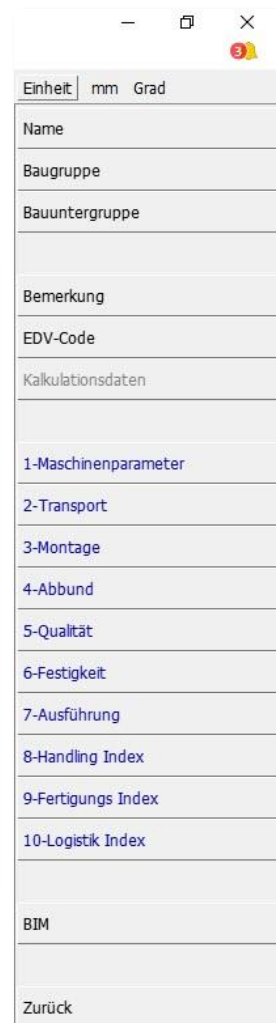 3
Einheit mm Grad
Name
Baugruppe
Bauuntergruppe
Bemerkung
EDV-Code
Kalkulationsdaten
1-Maschinenparameter
2-Transport
3-Montage
4-Abbund
5-Qualität
6-Festigkeit
7-Ausführung
8-Handling Index
9-Fertigungs Index
10-Logistik Index
BIM
Zurück